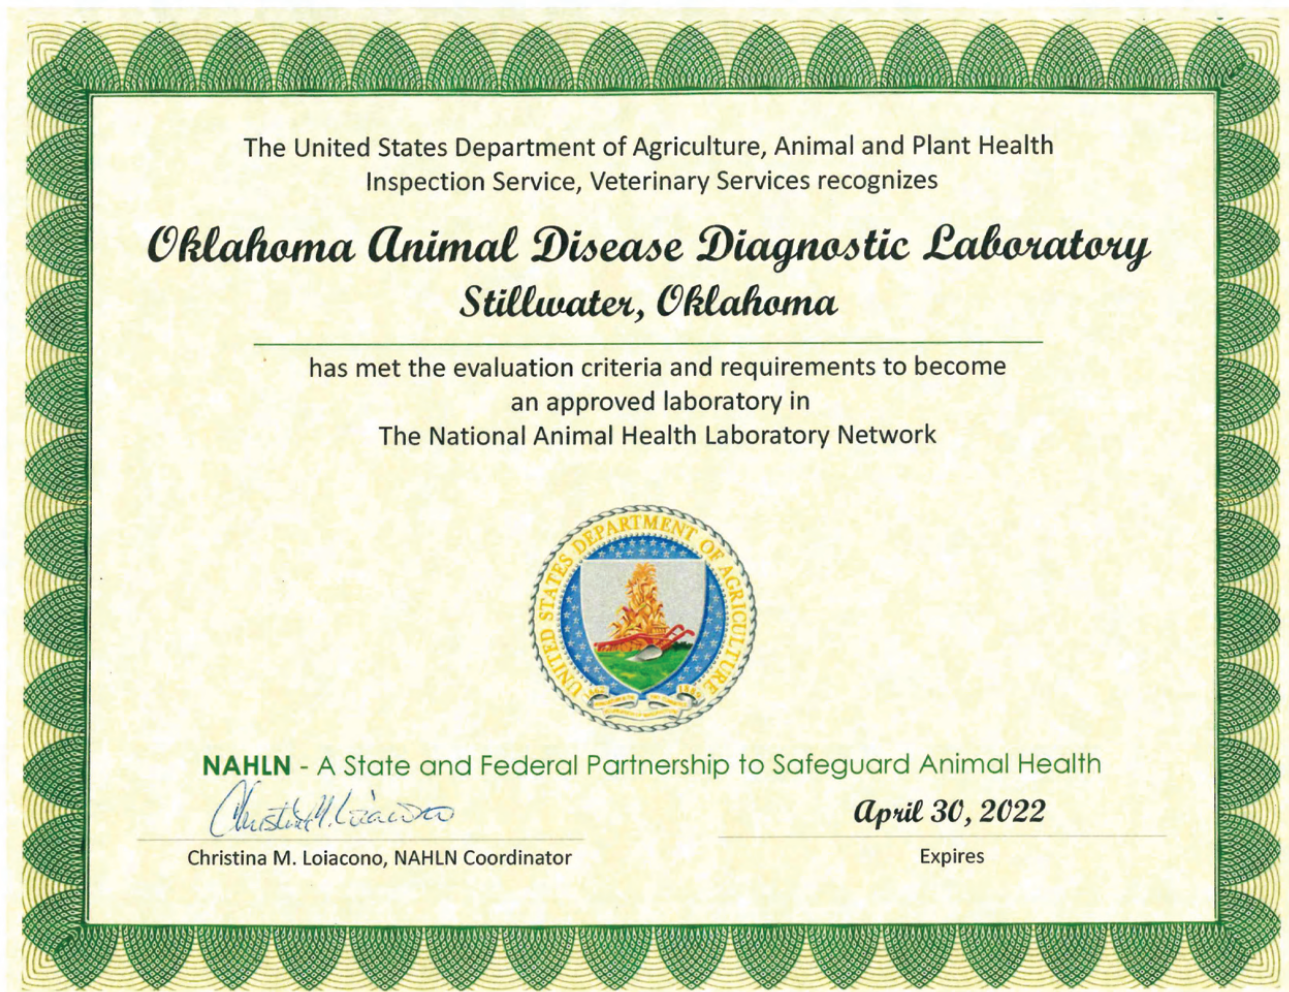 The United States Department of Agriculture, Animal and Plant Health
Inspection Service, Veterinary Services recognizes
Oklahoma Animal Disease Diagnostic Laboratory
Stillwater, Oklahoma
has met the evaluation criteria and requirements to become
an approved laboratory in
The National Animal Health Laboratory Network
UNITED STATES DEPARTMENT OF AGRICULTURE
NAHLN - A State and Federal Partnership to Safeguard Animal Health
Christina M. Loiacono
April 30, 2022
Christina M. Loiacono, NAHLN Coordinator
Expires